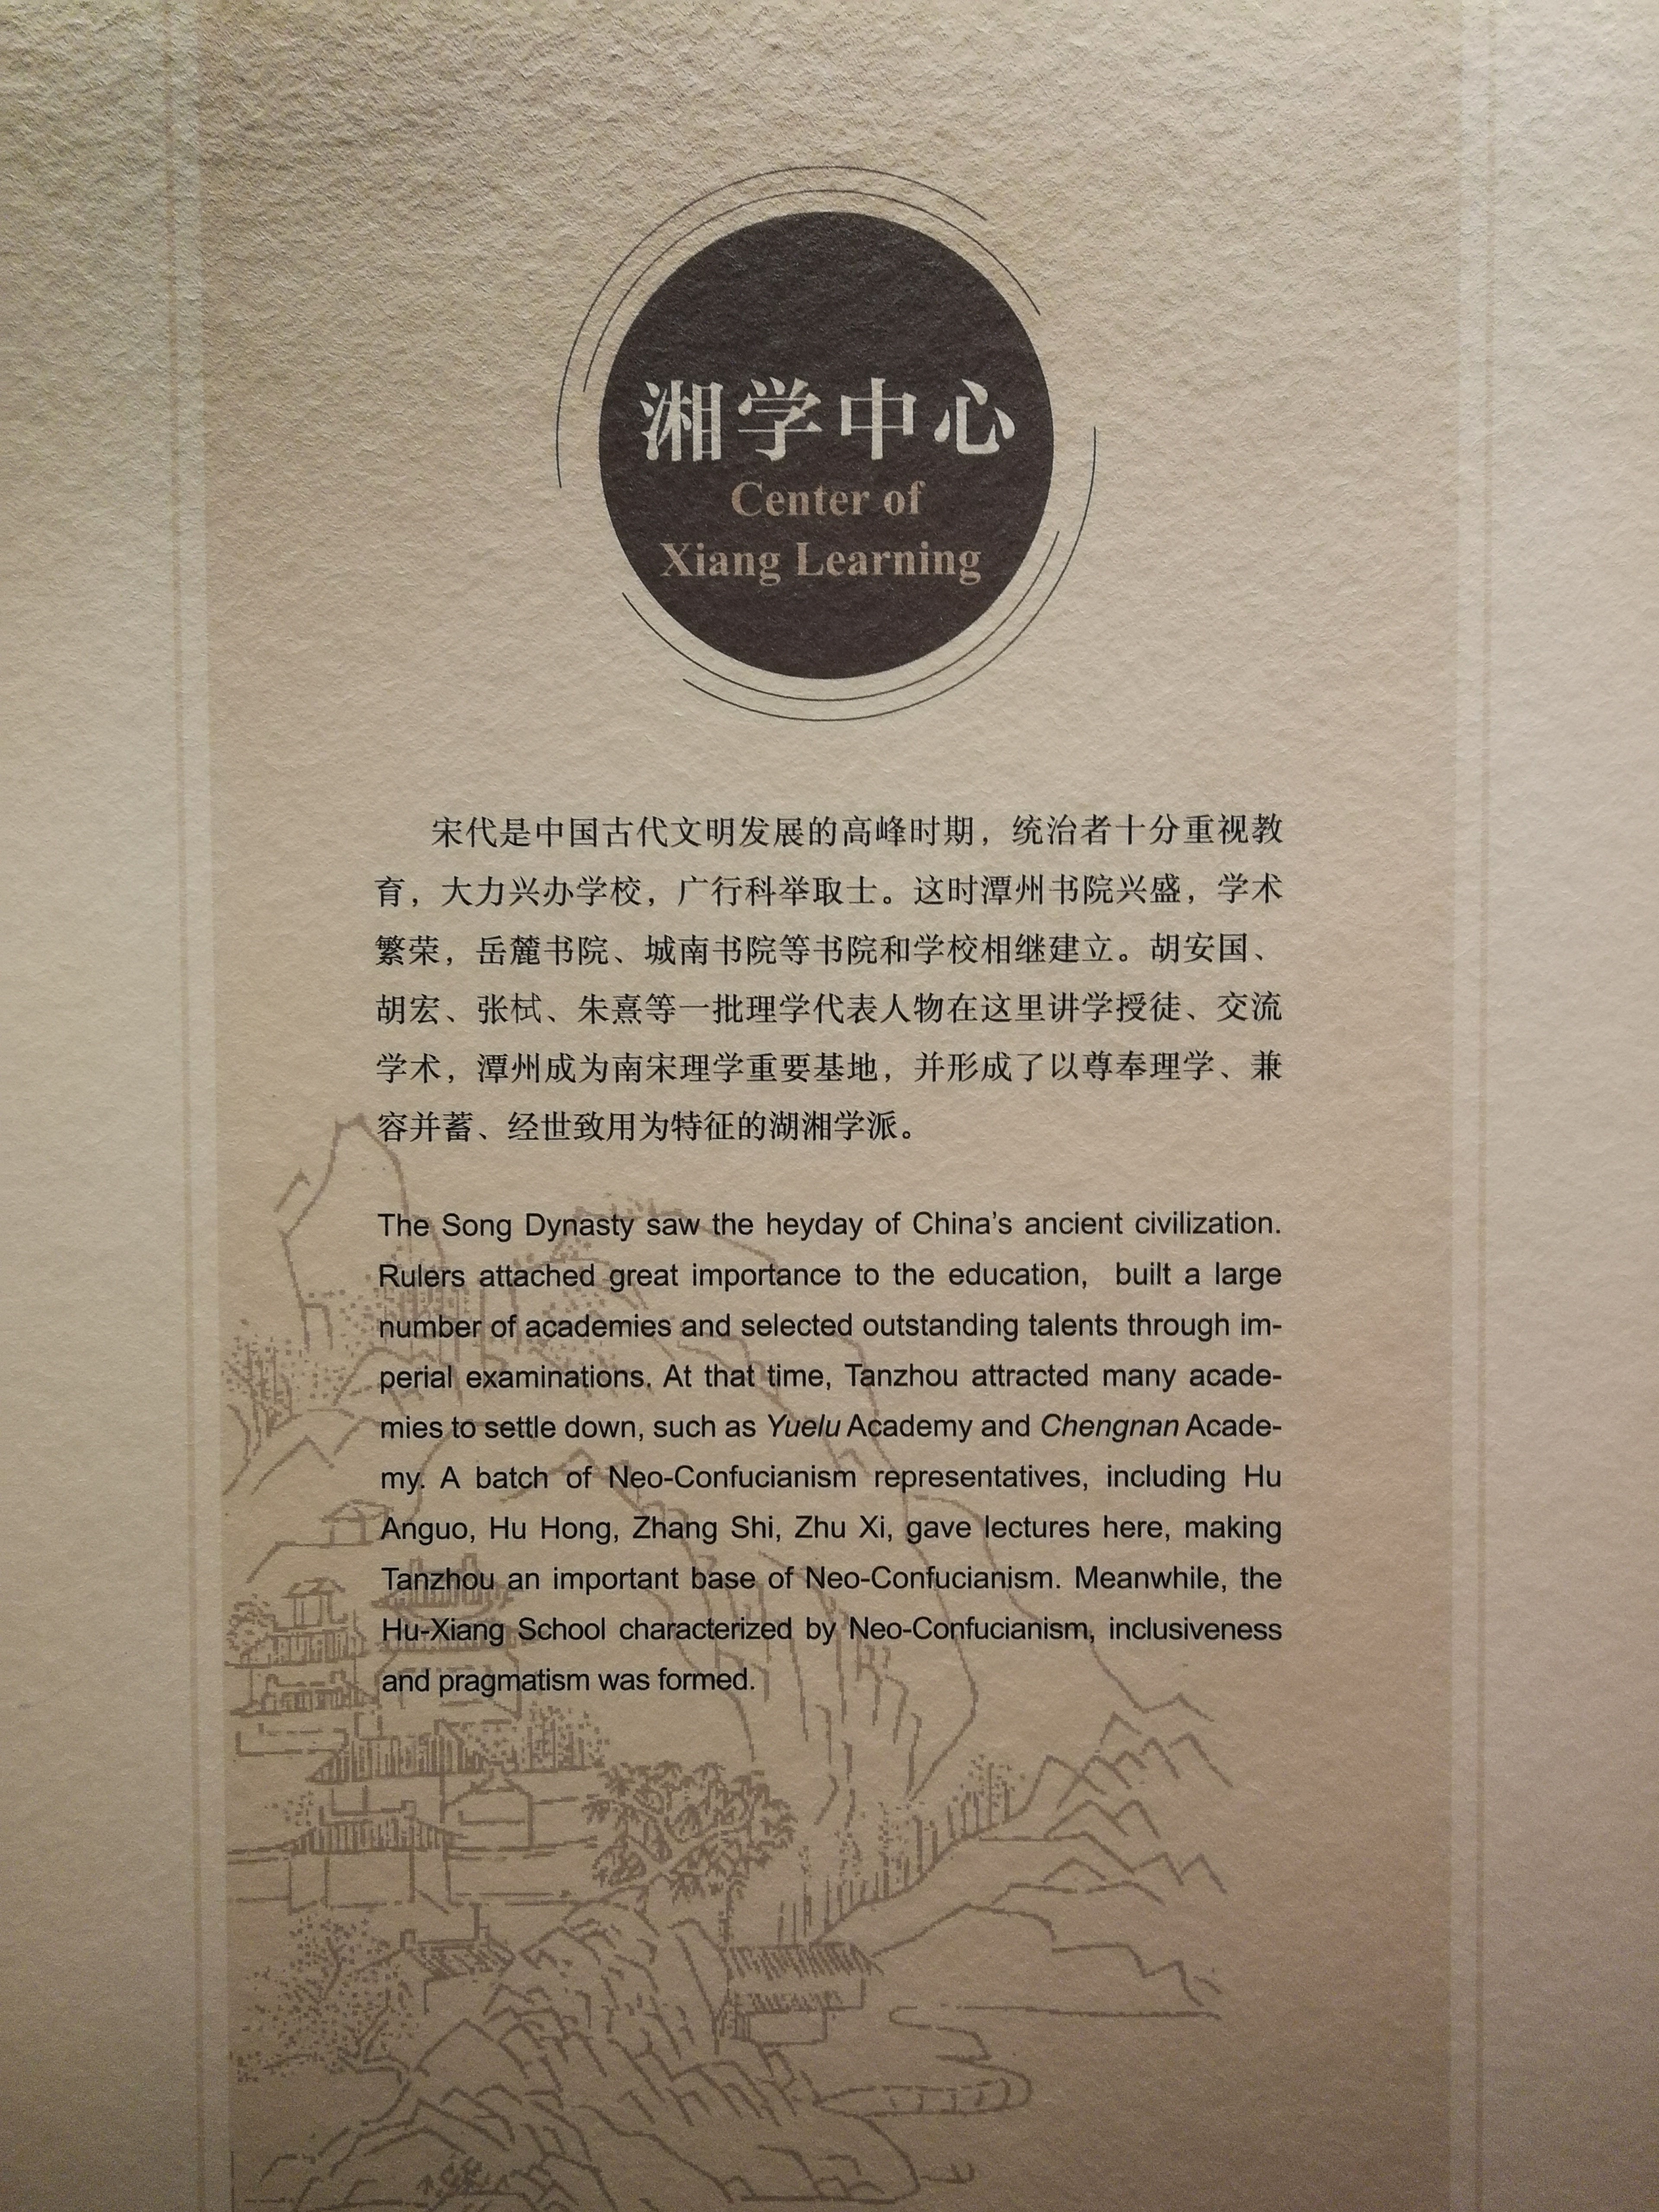 湘学中心
Center of
Xiang Learning
宋代是中国古代文明发展的高峰时期，统治者十分重视教
育，大力兴办学校，广行科举取士。这时潭州书院兴盛，学术
繁荣，岳麓书院、城南书院等书院和学校相继建立。胡安国、
胡宏、张栻、朱熹等一批理学代表人物在这里讲学授徒、交流
学术，潭州成为南宋理学重要基地，并形成了以尊奉理学、兼
容并蓄、经世致用为特征的湖湘学派。
The Song Dynasty saw the heyday of China’s ancient civilization.
Rulers attached great importance to the education, built a large
number of academies and selected outstanding talents through im-
perial examinations. At that time, Tanzhou attracted many acade-
mies to settle down, such as Yuelu Academy and Chengnan Acade-
my. A batch of Neo-Confucianism representatives, including Hu
Anguo, Hu Hong, Zhang Shi, Zhu Xi, gave lectures here, making
Tanzhou an important base of Neo-Confucianism. Meanwhile, the
Hu-Xiang School characterized by Neo-Confucianism, inclusiveness
and pragmatism was formed.